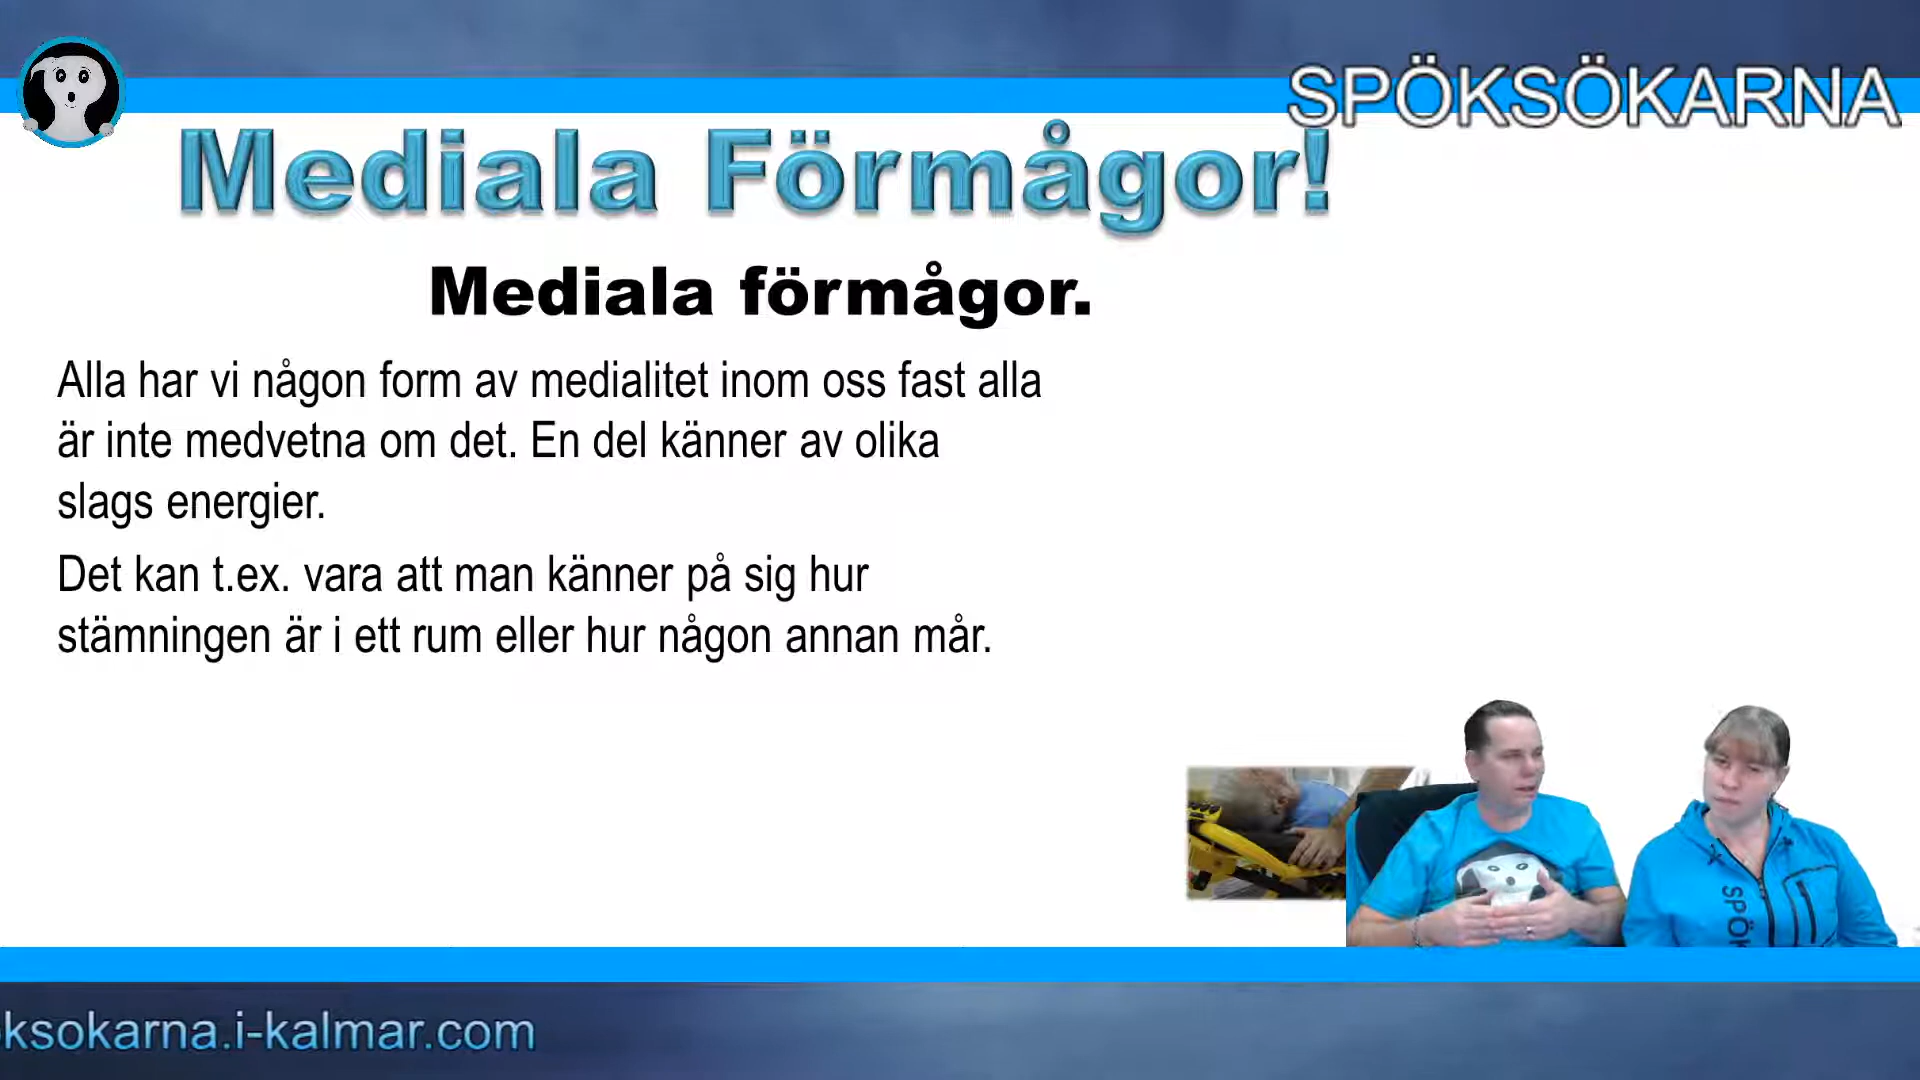 SPÖKSÖKARNA
Mediala Förmågor!
Mediala förmågor.
Alla har vi någon form av medialitet inom oss fast alla
är inte medvetna om det. En del känner av olika
slags energier.
Det kan t.ex. vara att man känner på sig hur
stämningen är i ett rum eller hur någon annan mår.
SPÖK
ksokarna.i-kalmar.com